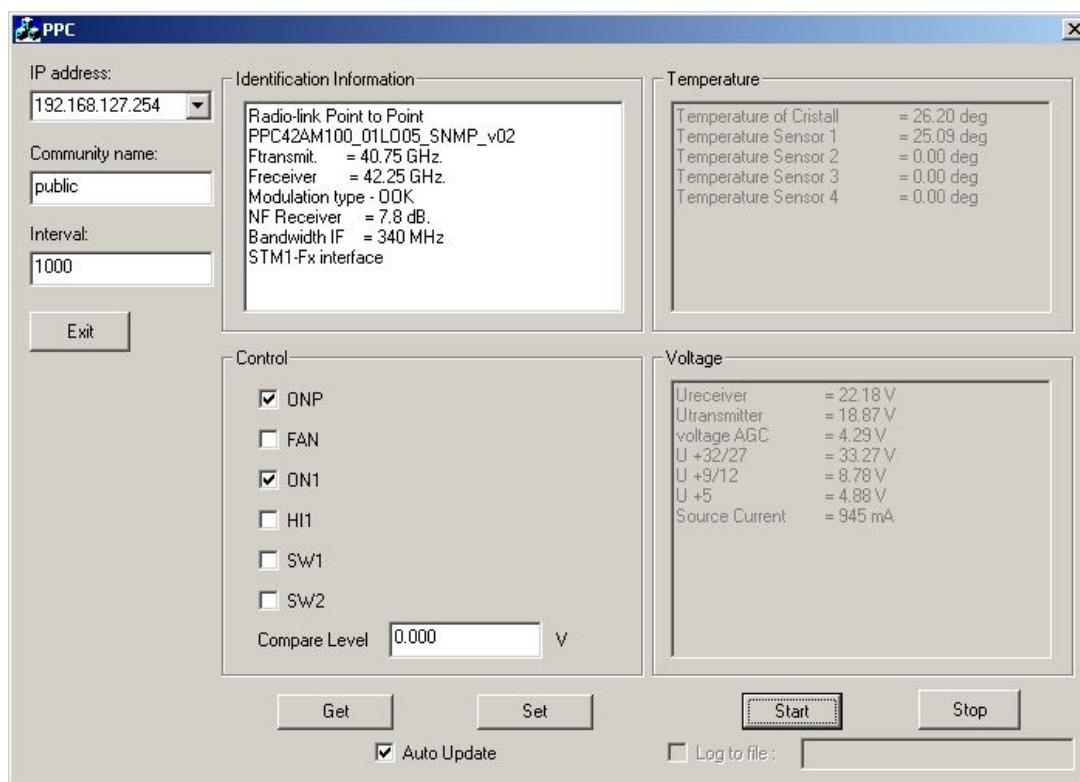 PPC
IP address:
192.168.127.254
Community name:
public
Interval:
1000
Exit
Identification Information
Radio-link Point to Point
PPC42AM100_01LO05_SNMP_v02
Ftransmit. = 40.75 GHz.
Freceiver = 42.25 GHz.
Modulation type - OOK
NF Receiver = 7.8 dB.
Bandwidth IF = 340 MHz
STM1-Fx interface
Temperature
Temperature of Cristall = 26.20 deg
Temperature Sensor 1 = 25.09 deg
Temperature Sensor 2 = 0.00 deg
Temperature Sensor 3 = 0.00 deg
Temperature Sensor 4 = 0.00 deg
Control
ONP
FAN
ON1
HI1
SW1
SW2
Compare Level 0.000 V
Voltage
Ureceiver = 22.18 V
Utransmitter = 18.87 V
voltage AGC = 4.29 V
U +32/27 = 33.27 V
U +9/12 = 8.78 V
U +5 = 4.88 V
Source Current = 945 mA
Get Set Start Stop
Auto Update Log to file :